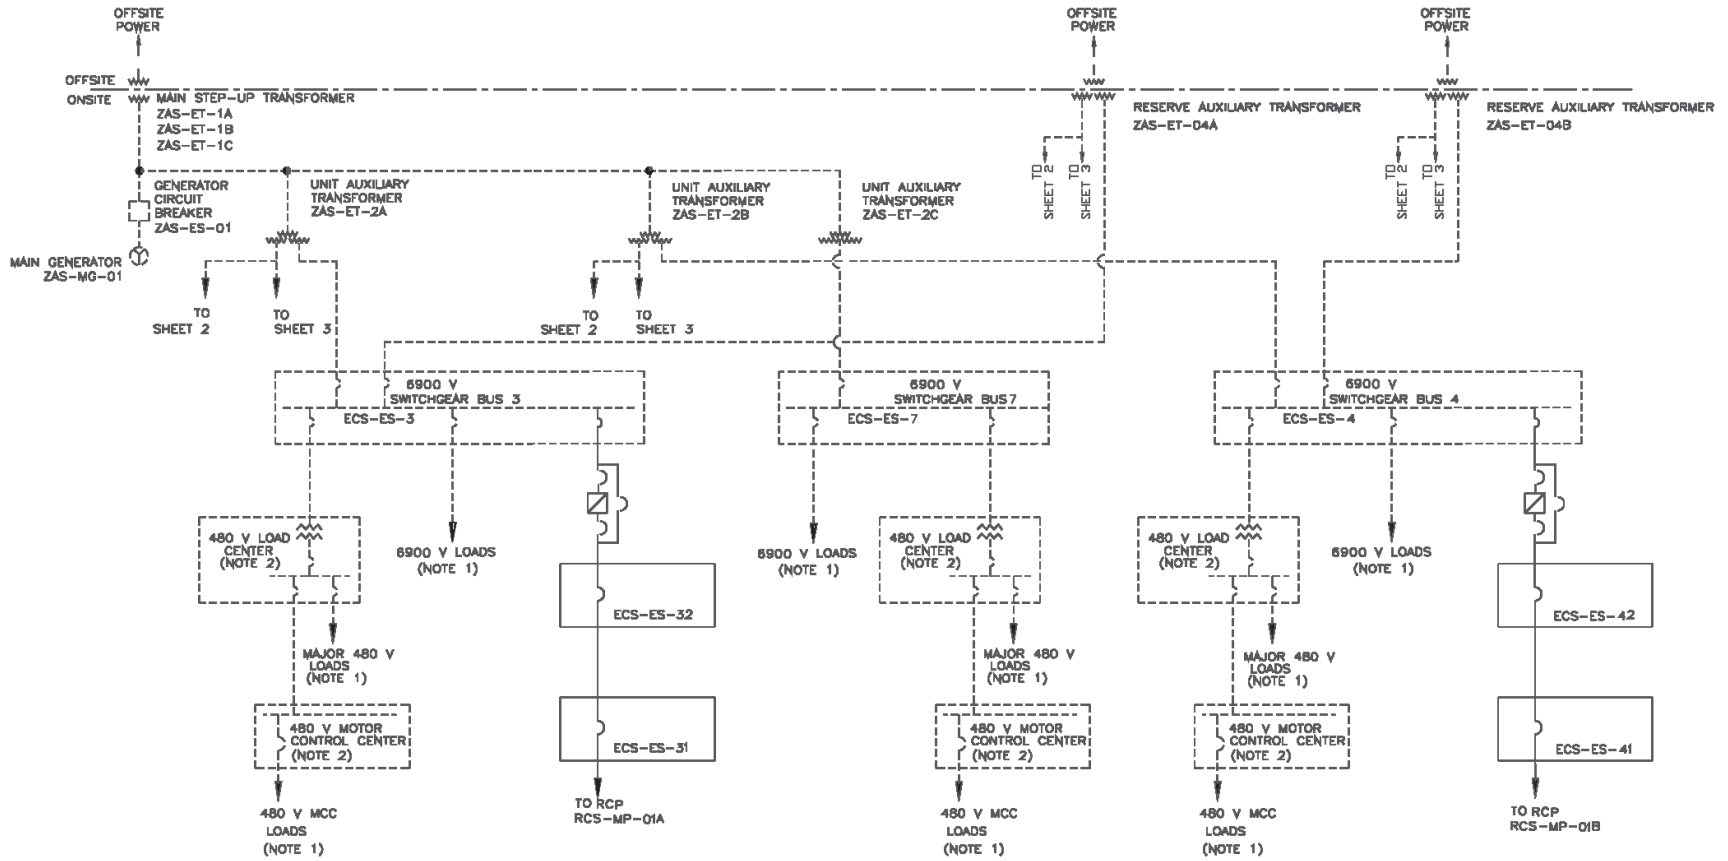 OFFSITE
POWER
OFFSITE
POWER
OFFSITE
POWER
OFFSITE
ONSITE
MAIN STEP-UP TRANSFORMER
ZAS-ET-1A
ZAS-ET-1B
ZAS-ET-1C
RESERVE AUXILIARY TRANSFORMER
ZAS-ET-04A
RESERVE AUXILIARY TRANSFORMER
ZAS-ET-04B
TO
SHEET 2
TO
SHEET 3
TO
SHEET 2
TO
SHEET 3
GENERATOR
CIRCUIT
BREAKER
ZAS-ES-01
UNIT AUXILIARY
TRANSFORMER
ZAS-ET-2A
UNIT AUXILIARY
TRANSFORMER
ZAS-ET-2B
UNIT AUXILIARY
TRANSFORMER
ZAS-ET-2C
MAIN GENERATOR
ZAS-MG-01
TO
SHEET 2
TO
SHEET 3
TO
SHEET 2
TO
SHEET 3
6900 V
SWITCHGEAR BUS 3
ECS-ES-3
6900 V
SWITCHGEAR BUS 7
ECS-ES-7
6900 V
SWITCHGEAR BUS 4
ECS-ES-4
480 V LOAD
CENTER
(NOTE 2)
6900 V LOADS
(NOTE 1)
6900 V LOADS
(NOTE 1)
480 V LOAD
CENTER
(NOTE 2)
480 V LOAD
CENTER
(NOTE 2)
6900 V LOADS
(NOTE 1)
ECS-ES-32
ECS-ES-42
MAJOR 480 V
LOADS
(NOTE 1)
MAJOR 480 V
LOADS
(NOTE 1)
MAJOR 480 V
LOADS
(NOTE 1)
480 V MOTOR
CONTROL CENTER
(NOTE 2)
ECS-ES-31
480 V MOTOR
CONTROL CENTER
(NOTE 2)
480 V MOTOR
CONTROL CENTER
(NOTE 2)
ECS-ES-41
480 V MCC
LOADS
(NOTE 1)
TO RCP
RCS-MP-01A
480 V MCC
LOADS
(NOTE 1)
480 V MCC
LOADS
(NOTE 1)
TO RCP
RCS-MP-01B